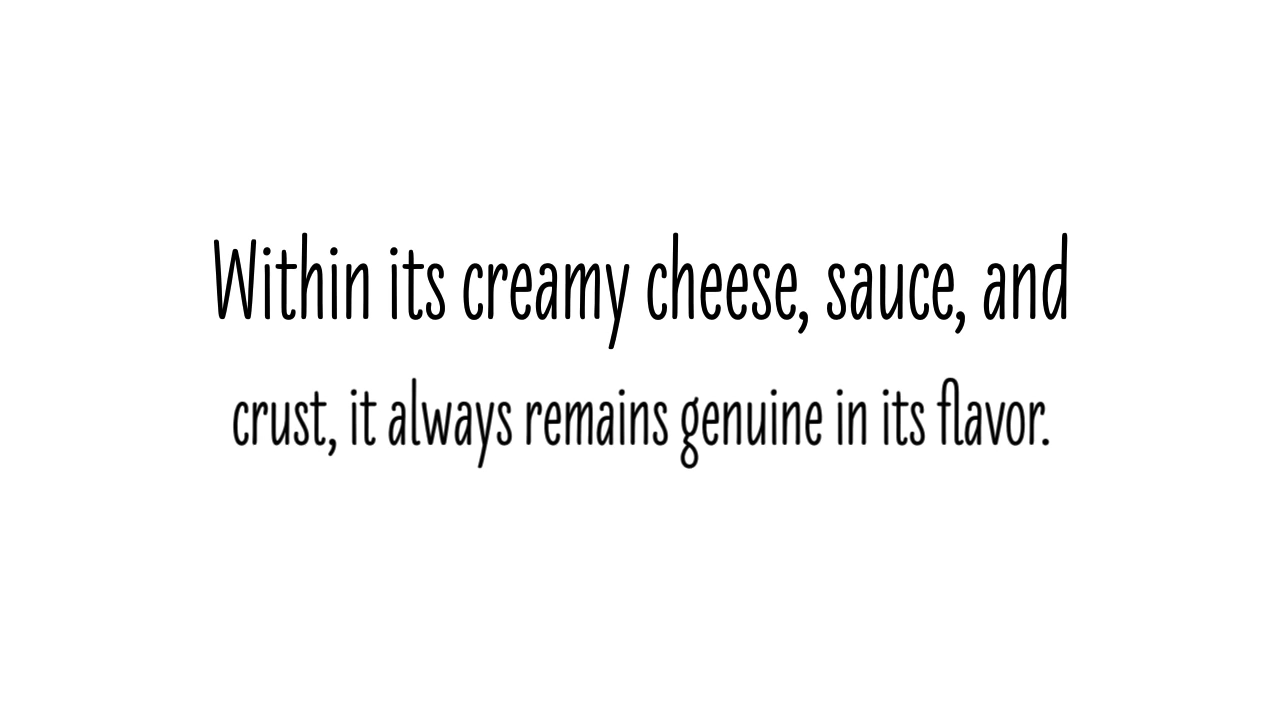 Within its creamy cheese, sauce, and
crust, it always remains genuine in its flavor.